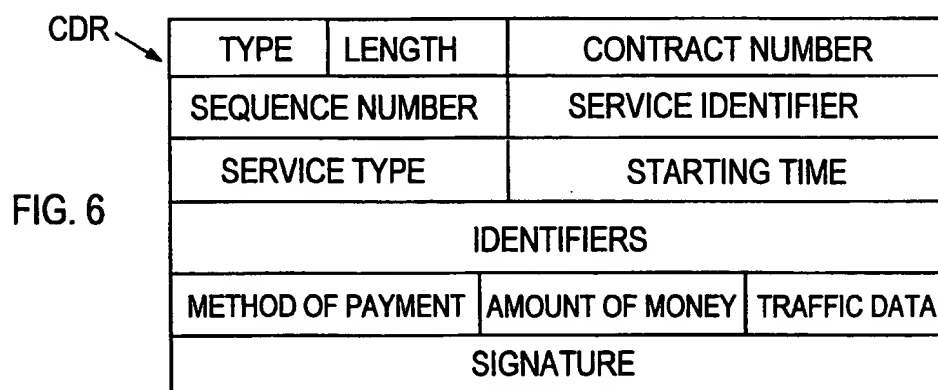 CDR
TYPE LENGTH CONTRACT NUMBER
SEQUENCE NUMBER SERVICE IDENTIFIER
SERVICE TYPE STARTING TIME
FIG. 6
IDENTIFIERS
METHOD OF PAYMENT AMOUNT OF MONEY TRAFFIC DATA
SIGNATURE